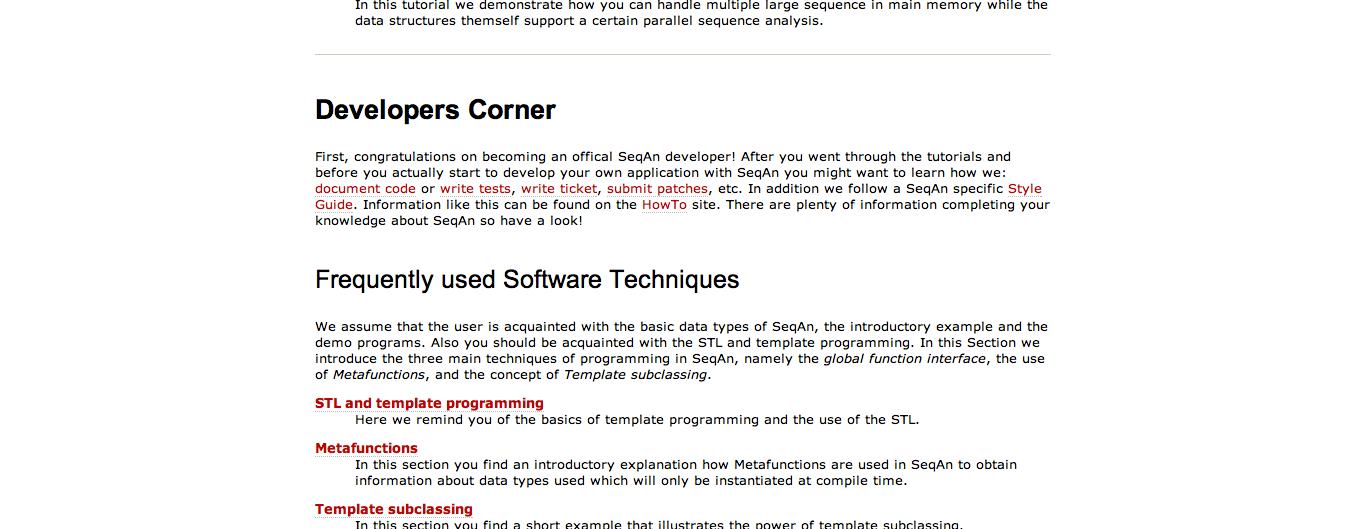 In this tutorial we demonstrate how you can handle multiple large sequence in main memory while the
data structures themself support a certain parallel sequence analysis.
Developers Corner
First, congratulations on becoming an offical SeqAn developer! After you went through the tutorials and
before you actually start to develop your own application with SeqAn you might want to learn how we:
document code or write tests, write ticket, submit patches, etc. In addition we follow a SeqAn specific Style
Guide. Information like this can be found on the HowTo site. There are plenty of information completing your
knowledge about SeqAn so have a look!
Frequently used Software Techniques
We assume that the user is acquainted with the basic data types of SeqAn, the introductory example and the
demo programs. Also you should be acquainted with the STL and template programming. In this Section we
introduce the three main techniques of programming in SeqAn, namely the global function interface, the use
of Metafunctions, and the concept of Template subclassing.
STL and template programming
Here we remind you of the basics of template programming and the use of the STL.
Metafunctions
In this section you find an introductory explanation how Metafunctions are used in SeqAn to obtain
information about data types used which will only be instantiated at compile time.
Template subclassing
In this section you find a short example that illustrates the power of template subclassing.